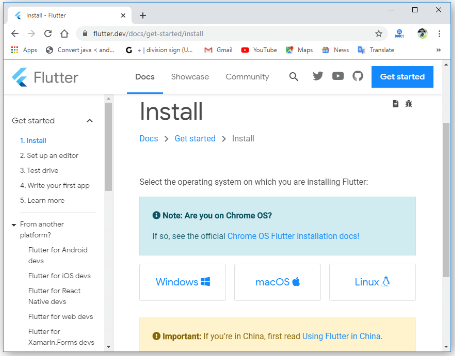 Install - Flutter
flutter.dev/docs/get-started/install
Apps Convert java < and... G + | division sign (U... Gmail YouTube Maps News Translate »
Flutter Docs Showcase Community Get started
Get started
1. Install
2. Set up an editor
3. Test drive
4. Write your first app
5. Learn more
From another
platform?
Flutter for Android
devs
Flutter for iOS devs
Flutter for React
Native devs
Flutter for web devs
Flutter for
Xamarin.Forms devs
Install
Docs > Get started > Install
Select the operating system on which you are installing Flutter:
Note: Are you on Chrome OS?
If so, see the official Chrome OS Flutter installation docs!
Windows macOS Linux
Important: If you're in China, first read Using Flutter in China.